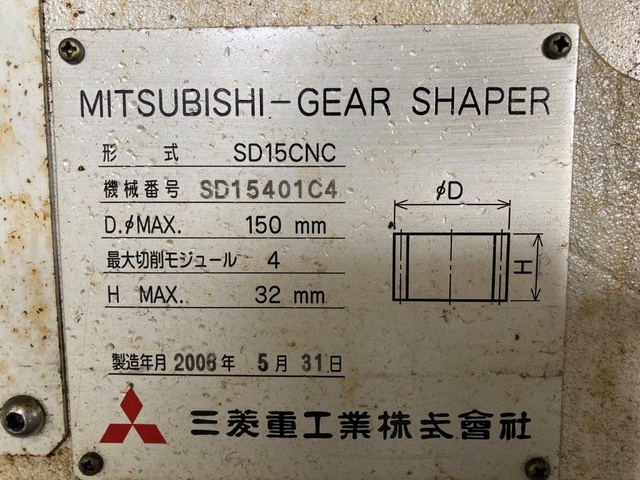 MITSUBISHI-GEAR SHAPER
形 式 SD15CNC
機械番号 SD15401C4
D.φMAX. 150 mm
最大切削モジュール 4
H MAX. 32 mm
φD
H
製造年月 2006年 5月 31日
三菱重工業株式會社